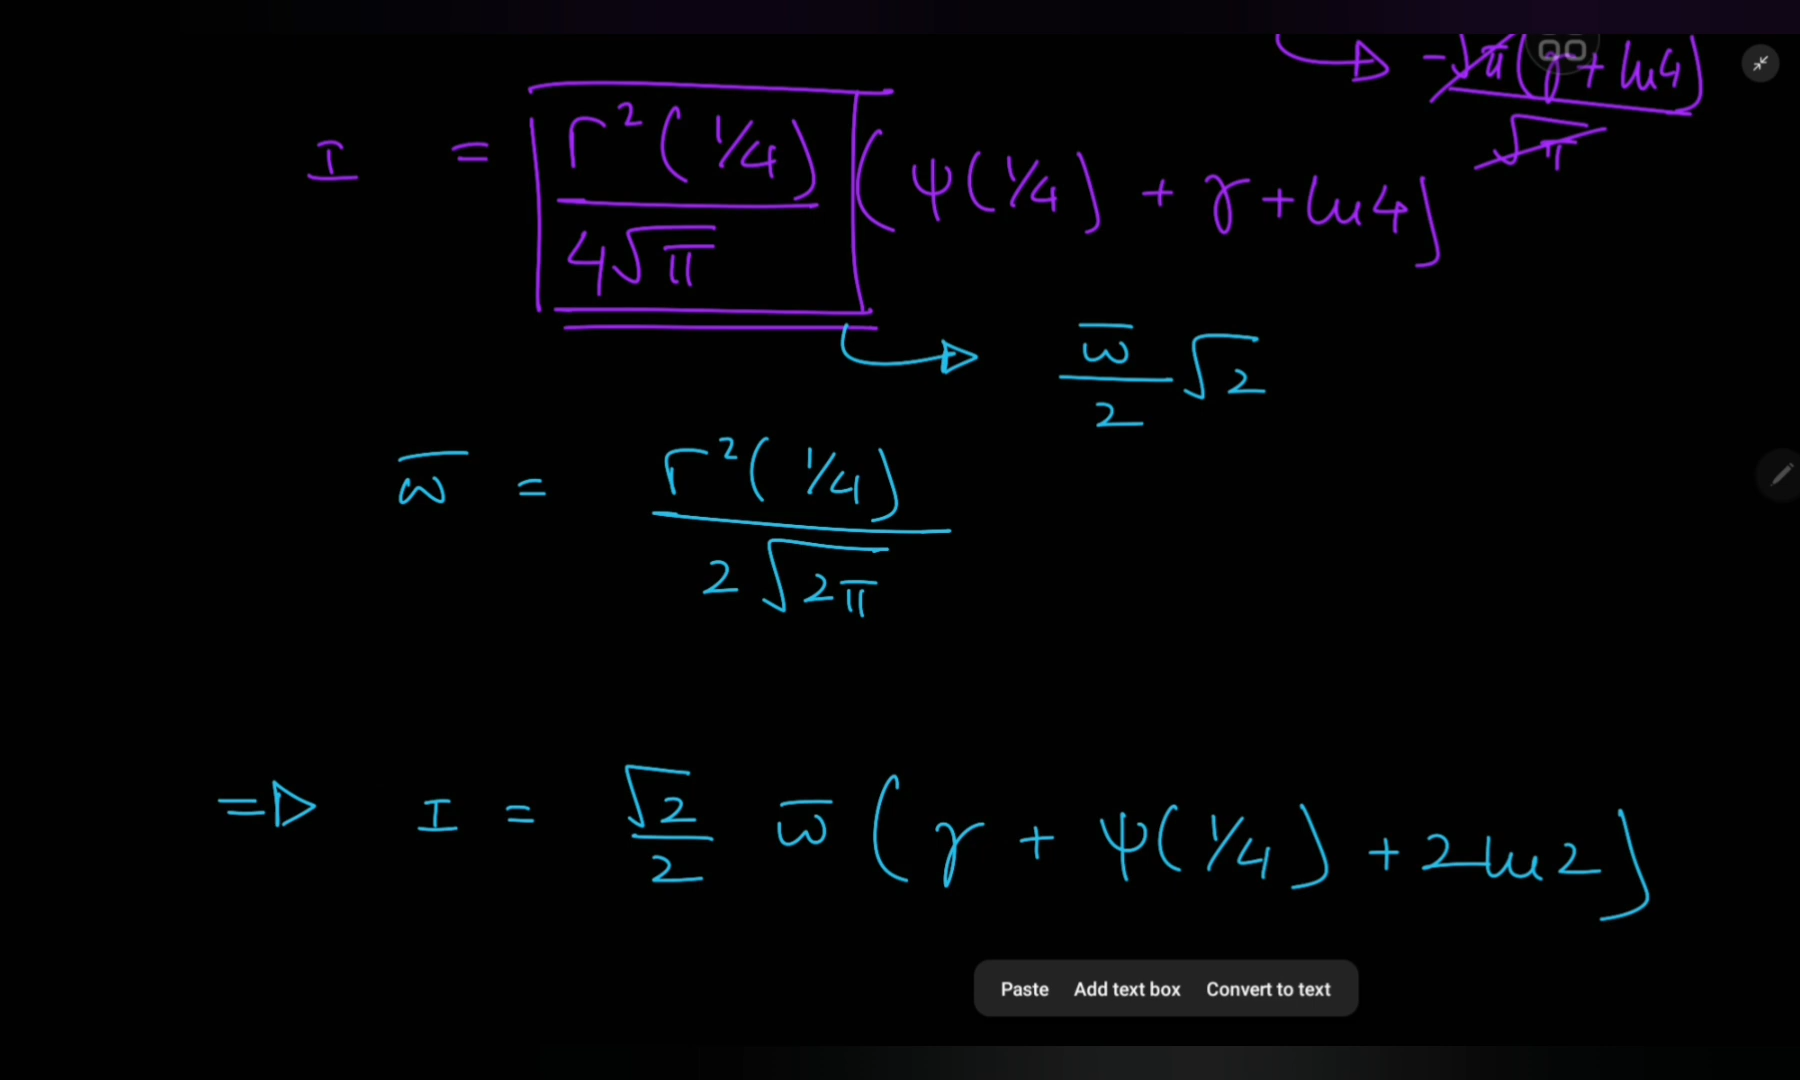 -√π(γ+ln4)
√π
I = Γ²(1/4)
4√π
(ψ(1/4) + γ+ln4)
ϖ
2
√2
ϖ = Γ²(1/4)
2√2π
=> I = √2
2
ϖ (γ + ψ(1/4) + 2ln2)
Paste Add text box Convert to text